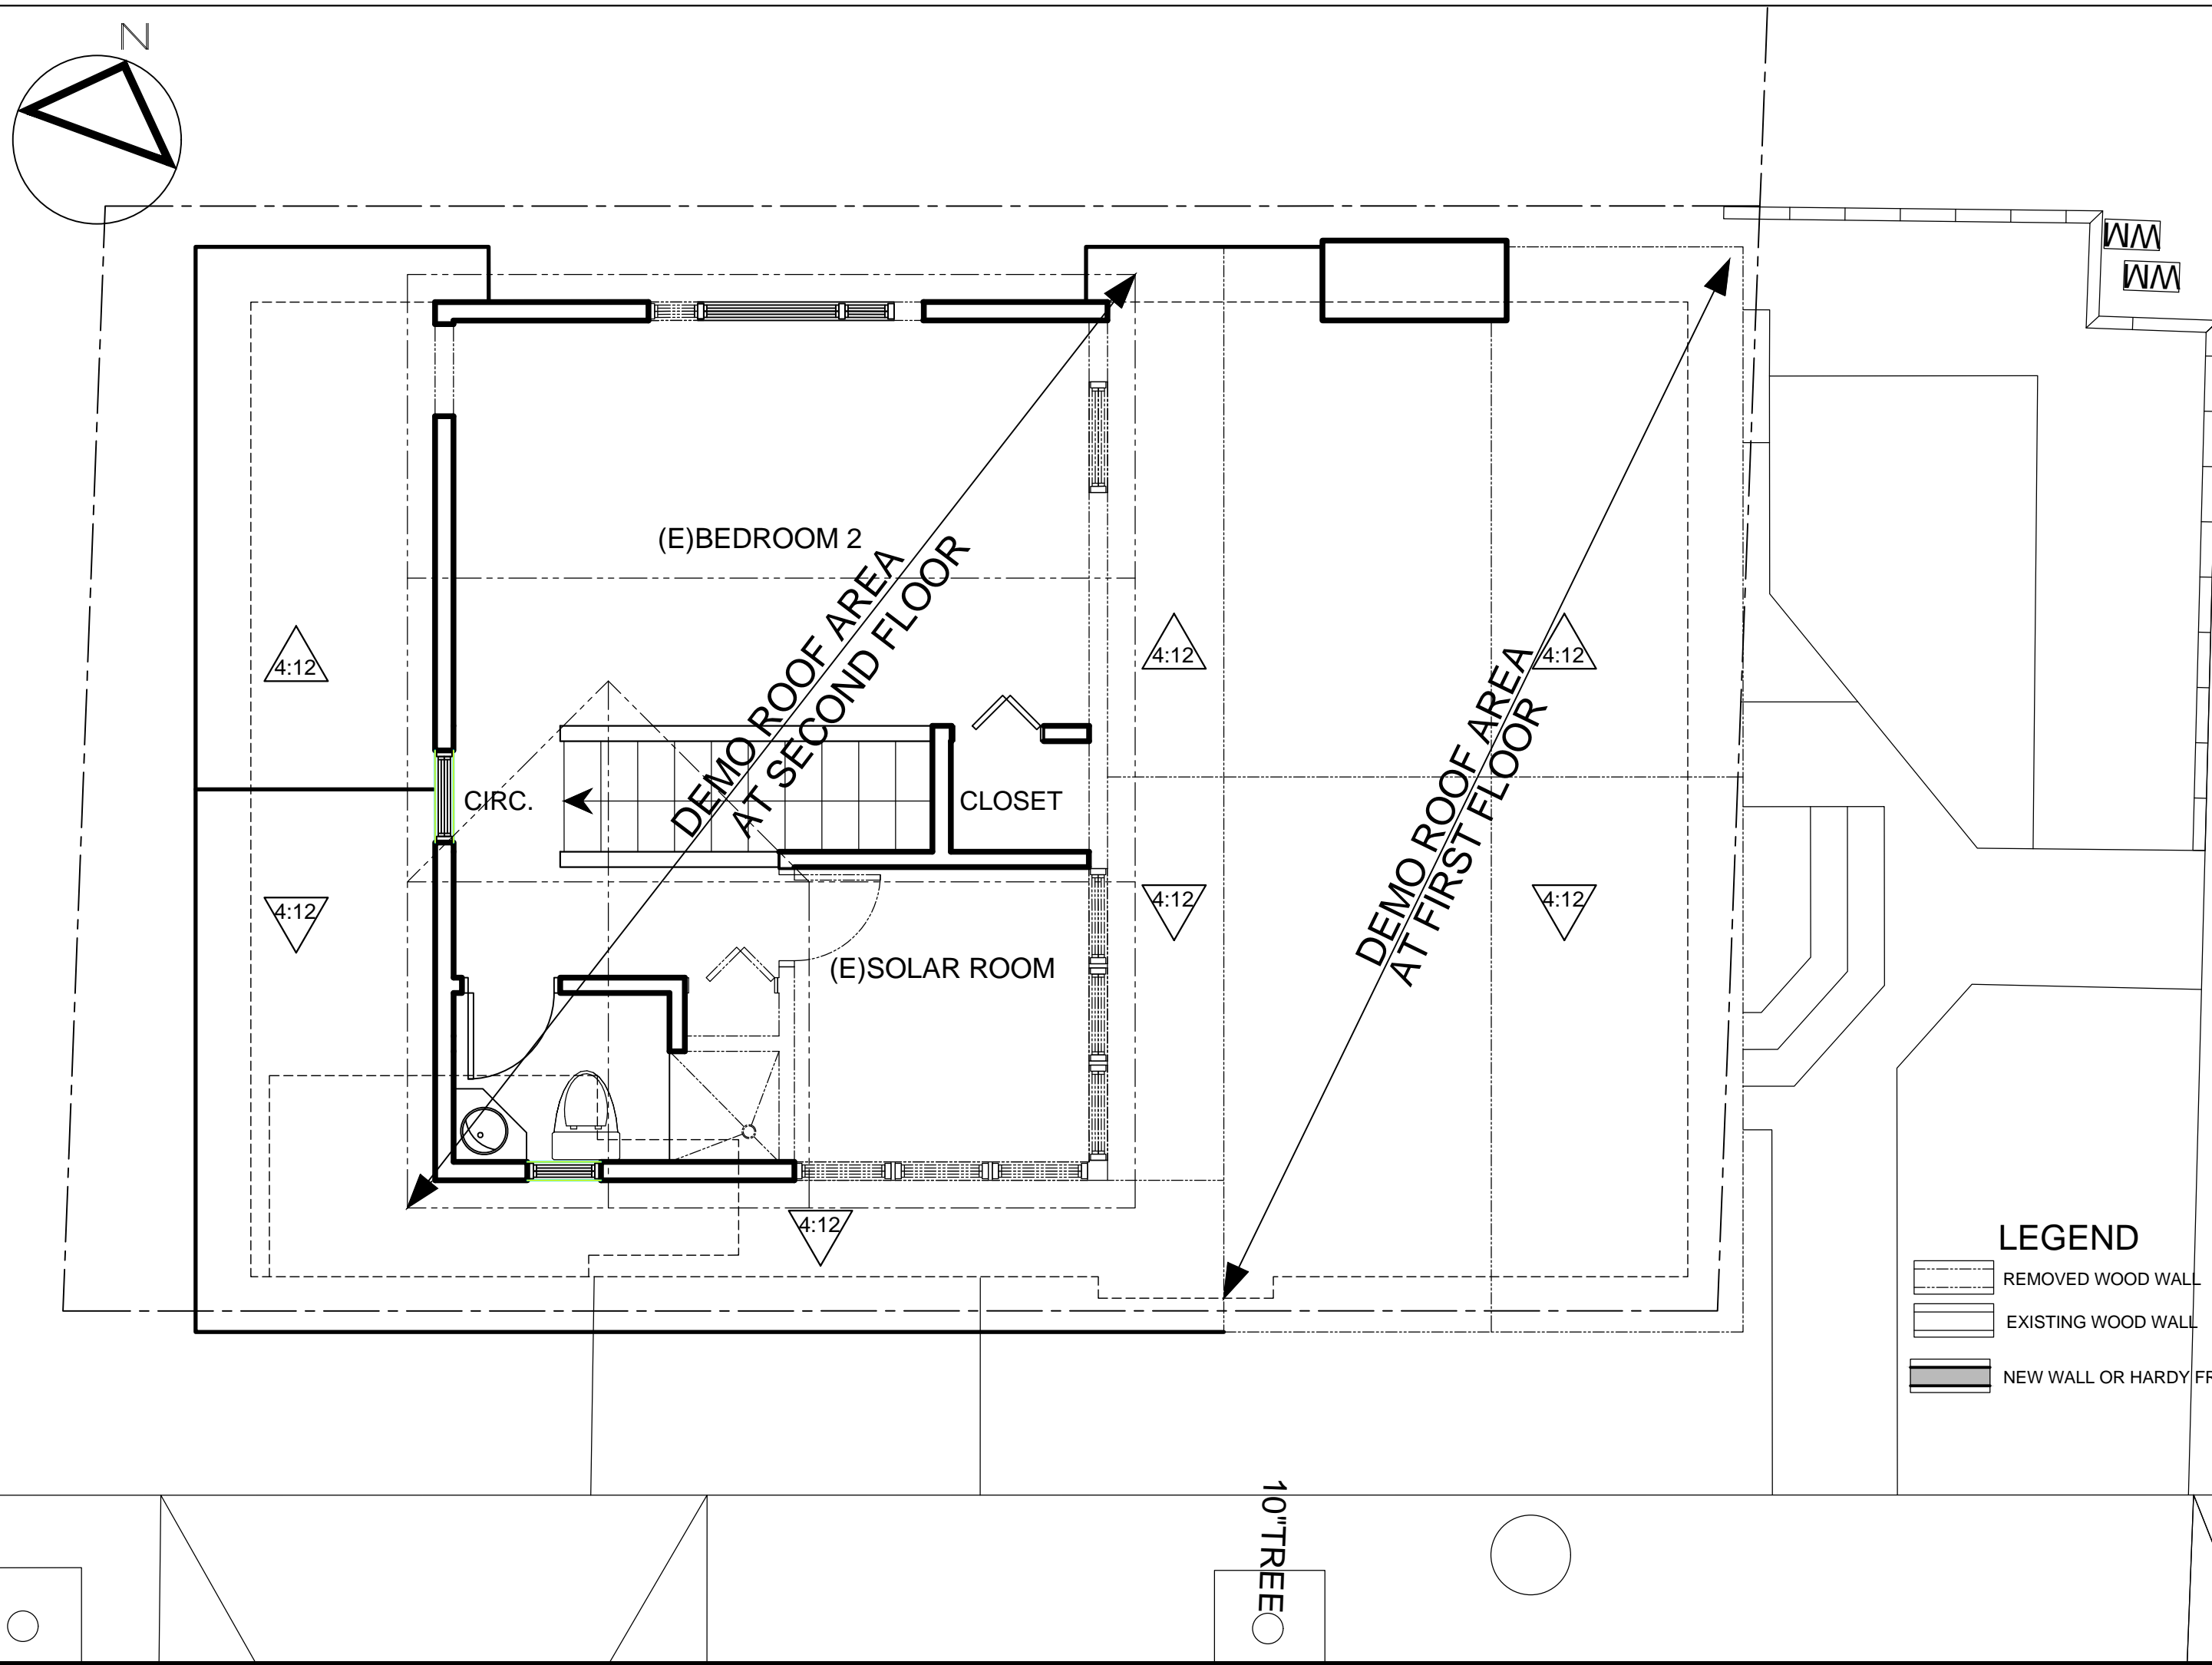 N
WM
WM
(E)BEDROOM 2
DEMO ROOF AREA
AT SECOND FLOOR
4:12
4:12
4:12
DEMO ROOF AREA
AT FIRST FLOOR
CIRC.
CLOSET
4:12
4:12
4:12
(E)SOLAR ROOM
4:12
LEGEND
REMOVED WOOD WALL
EXISTING WOOD WALL
NEW WALL OR HARDY FR
10"TREE